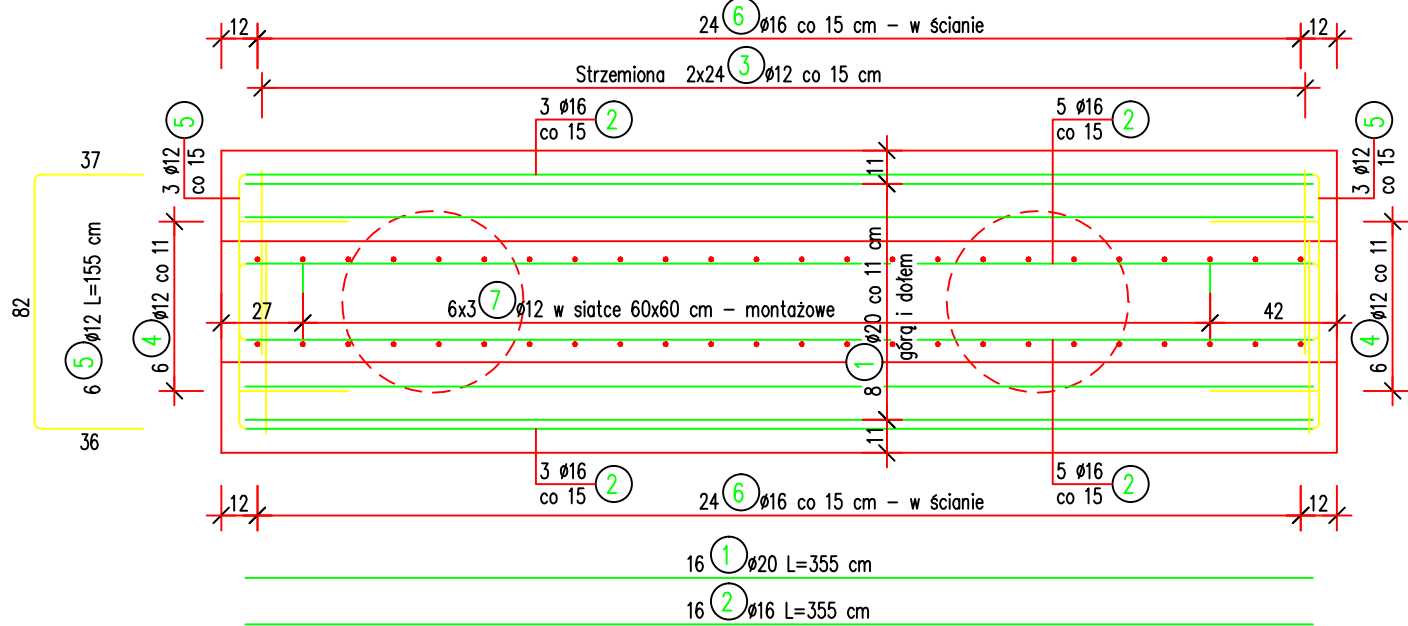 12
24 6 ø16 co 15 cm – w ścianie
12
Strzemiona 2x24 3 ø12 co 15 cm
3 ø16
co 15
2
5 ø16
co 15
2
5
3 ø12
co 15
5
3 ø12
co 15
37
82
6 5 ø12 L=155 cm
36
6 4 ø12 co 11
6 4 ø12 co 11
11
8 1 ø20 co 11 cm
górą i dołem
11
27
6x3 7 ø12 w siatce 60x60 cm – montażowe
42
3 ø16
co 15
2
5 ø16
co 15
2
12
24 6 ø16 co 15 cm – w ścianie
12
16 1 ø20 L=355 cm
16 2 ø16 L=355 cm